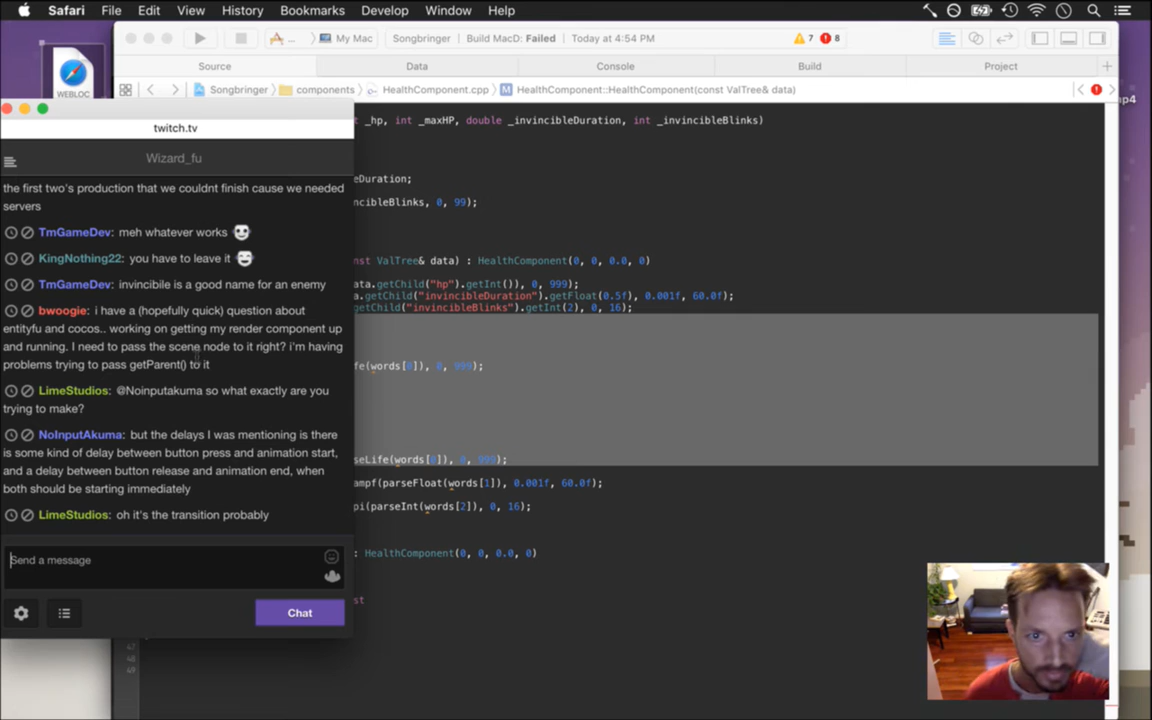 Safari File Edit View History Bookmarks Develop Window Help
My Mac Songbringer Build MacD: Failed Today at 4:54 PM 7 8
Source Data Console Build Project
Songbringer components HealthComponent.cpp M HealthComponent::HealthComponent(const ValTree& data)
WEBLOC
mp4
twitch.tv
Wizard_fu
the first two's production that we couldnt finish cause we needed
servers
TmGameDev: meh whatever works
KingNothing22: you have to leave it
TmGameDev: invincibile is a good name for an enemy
bwoogie: i have a (hopefully quick) question about
entityfu and cocos.. working on getting my render component up
and running. I need to pass the scene node to it right? i'm having
problems trying to pass getParent() to it
LimeStudios: @Noinputakuma so what exactly are you
trying to make?
NoInputAkuma: but the delays I was mentioning is there
is some kind of delay between button press and animation start,
and a delay between button release and animation end, when
both should be starting immediately
LimeStudios: oh it's the transition probably
Send a message
Chat
_hp, int _maxHP, double _invincibleDuration, int _invincibleBlinks)
eDuration;
ncibleBlinks, 0, 99);
nst ValTree& data) : HealthComponent(0, 0, 0.0, 0)
ata.getChild("hp").getInt()), 0, 999);
a.getChild("invincibleDuration").getFloat(0.5f), 0.001f, 60.0f);
getChild("invincibleBlinks").getInt(2), 0, 16);
fe(words[0]), 0, 999);
seLife(words[0]), 0, 999);
ampf(parseFloat(words[1]), 0.001f, 60.0f);
pi(parseInt(words[2]), 0, 16);
: HealthComponent(0, 0, 0.0, 0)
st
47
48
49